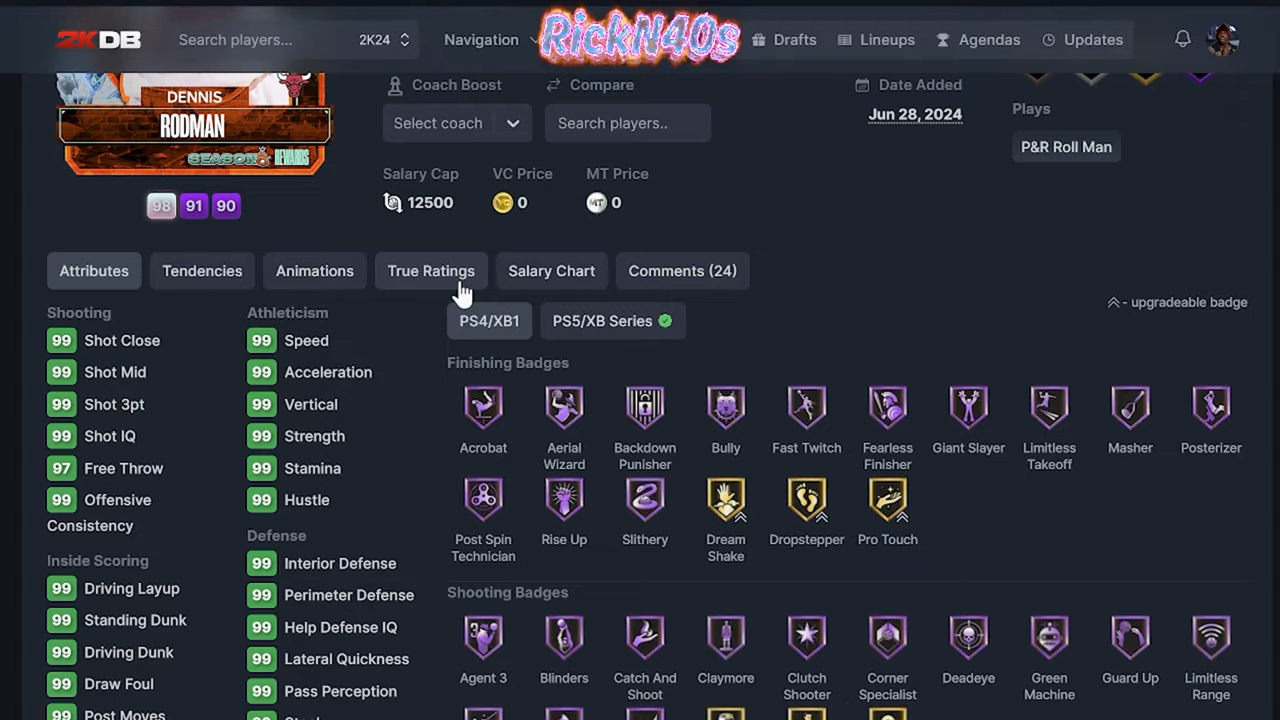 2KDB
Search players...
2K24
Navigation
RickN40s
Drafts
Lineups
Agendas
Updates
DENNIS
RODMAN
SEASON 8 REWARDS
98 91 90
Coach Boost
Compare
Select coach
Search players..
Date Added
Jun 28, 2024
Plays
P&R Roll Man
Salary Cap
VC Price
MT Price
12500
VC 0
MT 0
Attributes
Tendencies
Animations
True Ratings
Salary Chart
Comments (24)
- upgradeable badge
PS4/XB1
PS5/XB Series
Shooting
99 Shot Close
99 Shot Mid
99 Shot 3pt
99 Shot IQ
97 Free Throw
99 Offensive
Consistency
Inside Scoring
99 Driving Layup
99 Standing Dunk
99 Driving Dunk
99 Draw Foul
99 Post Moves
Athleticism
99 Speed
99 Acceleration
99 Vertical
99 Strength
99 Stamina
99 Hustle
Defense
99 Interior Defense
99 Perimeter Defense
99 Help Defense IQ
99 Lateral Quickness
99 Pass Perception
99 Steal
Finishing Badges
Acrobat
Aerial
Wizard
Backdown
Punisher
Bully
Fast Twitch
Fearless
Finisher
Giant Slayer
Limitless
Takeoff
Masher
Posterizer
Post Spin
Technician
Rise Up
Slithery
Dream
Shake
Dropstepper
Pro Touch
Shooting Badges
Agent 3
Blinders
Catch And
Shoot
Claymore
Clutch
Shooter
Corner
Specialist
Deadeye
Green
Machine
Guard Up
Limitless
Range